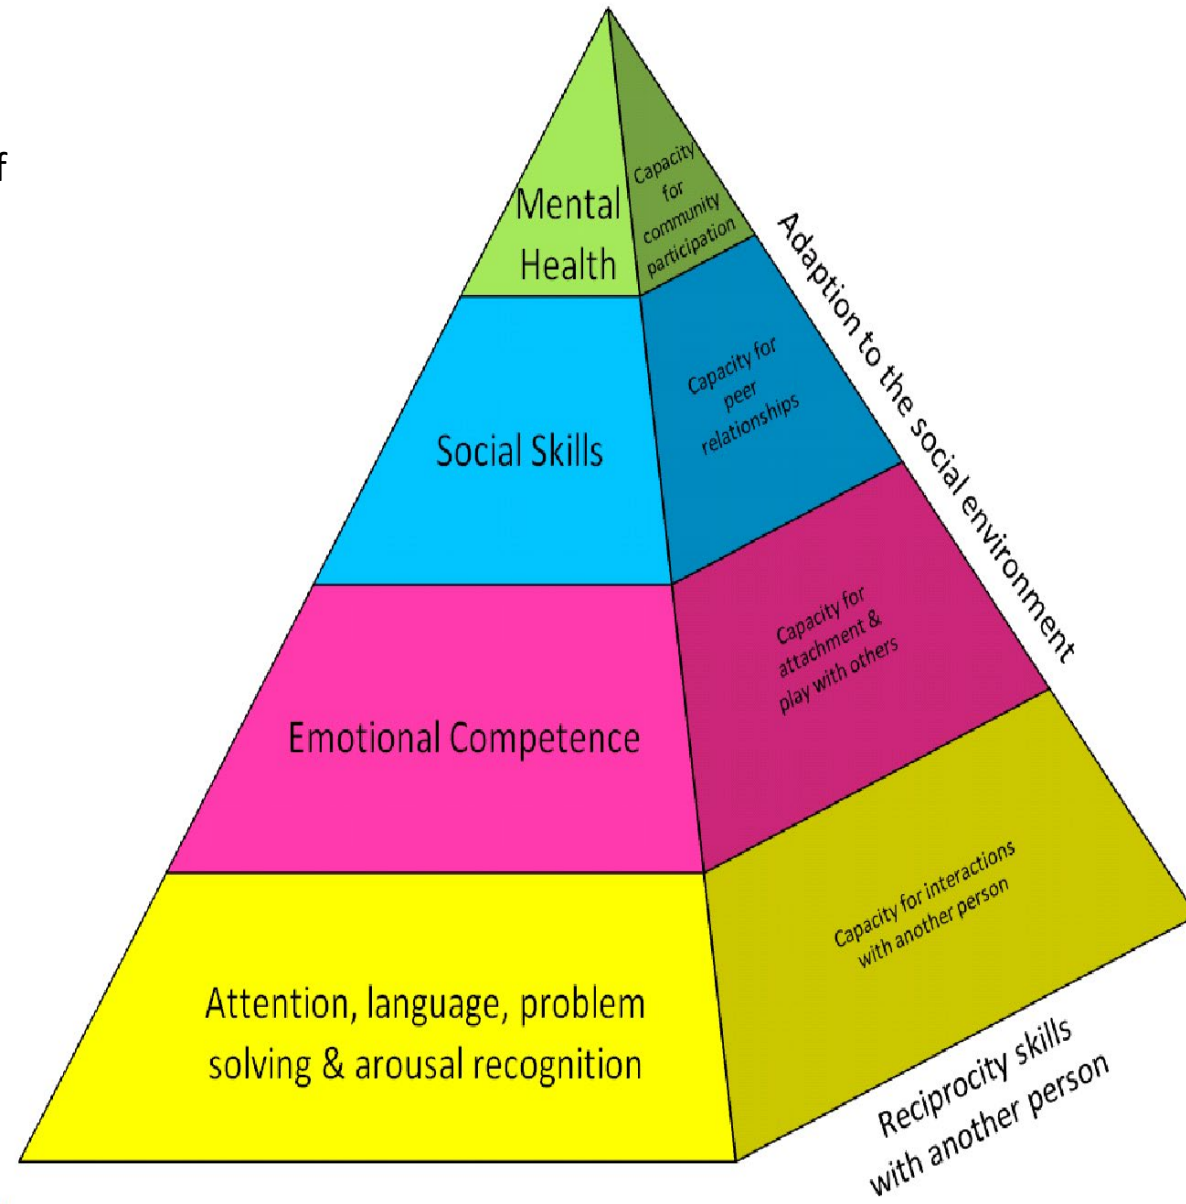 f
Mental
Health
Capacity
for
community
participation
Adaption to the social environment
Social Skills
Capacity for
peer
relationships
Emotional Competence
Capacity for
attachment &
play with others
Attention, language, problem
solving & arousal recognition
Capacity for interactions
with another person
Reciprocity skills
with another person